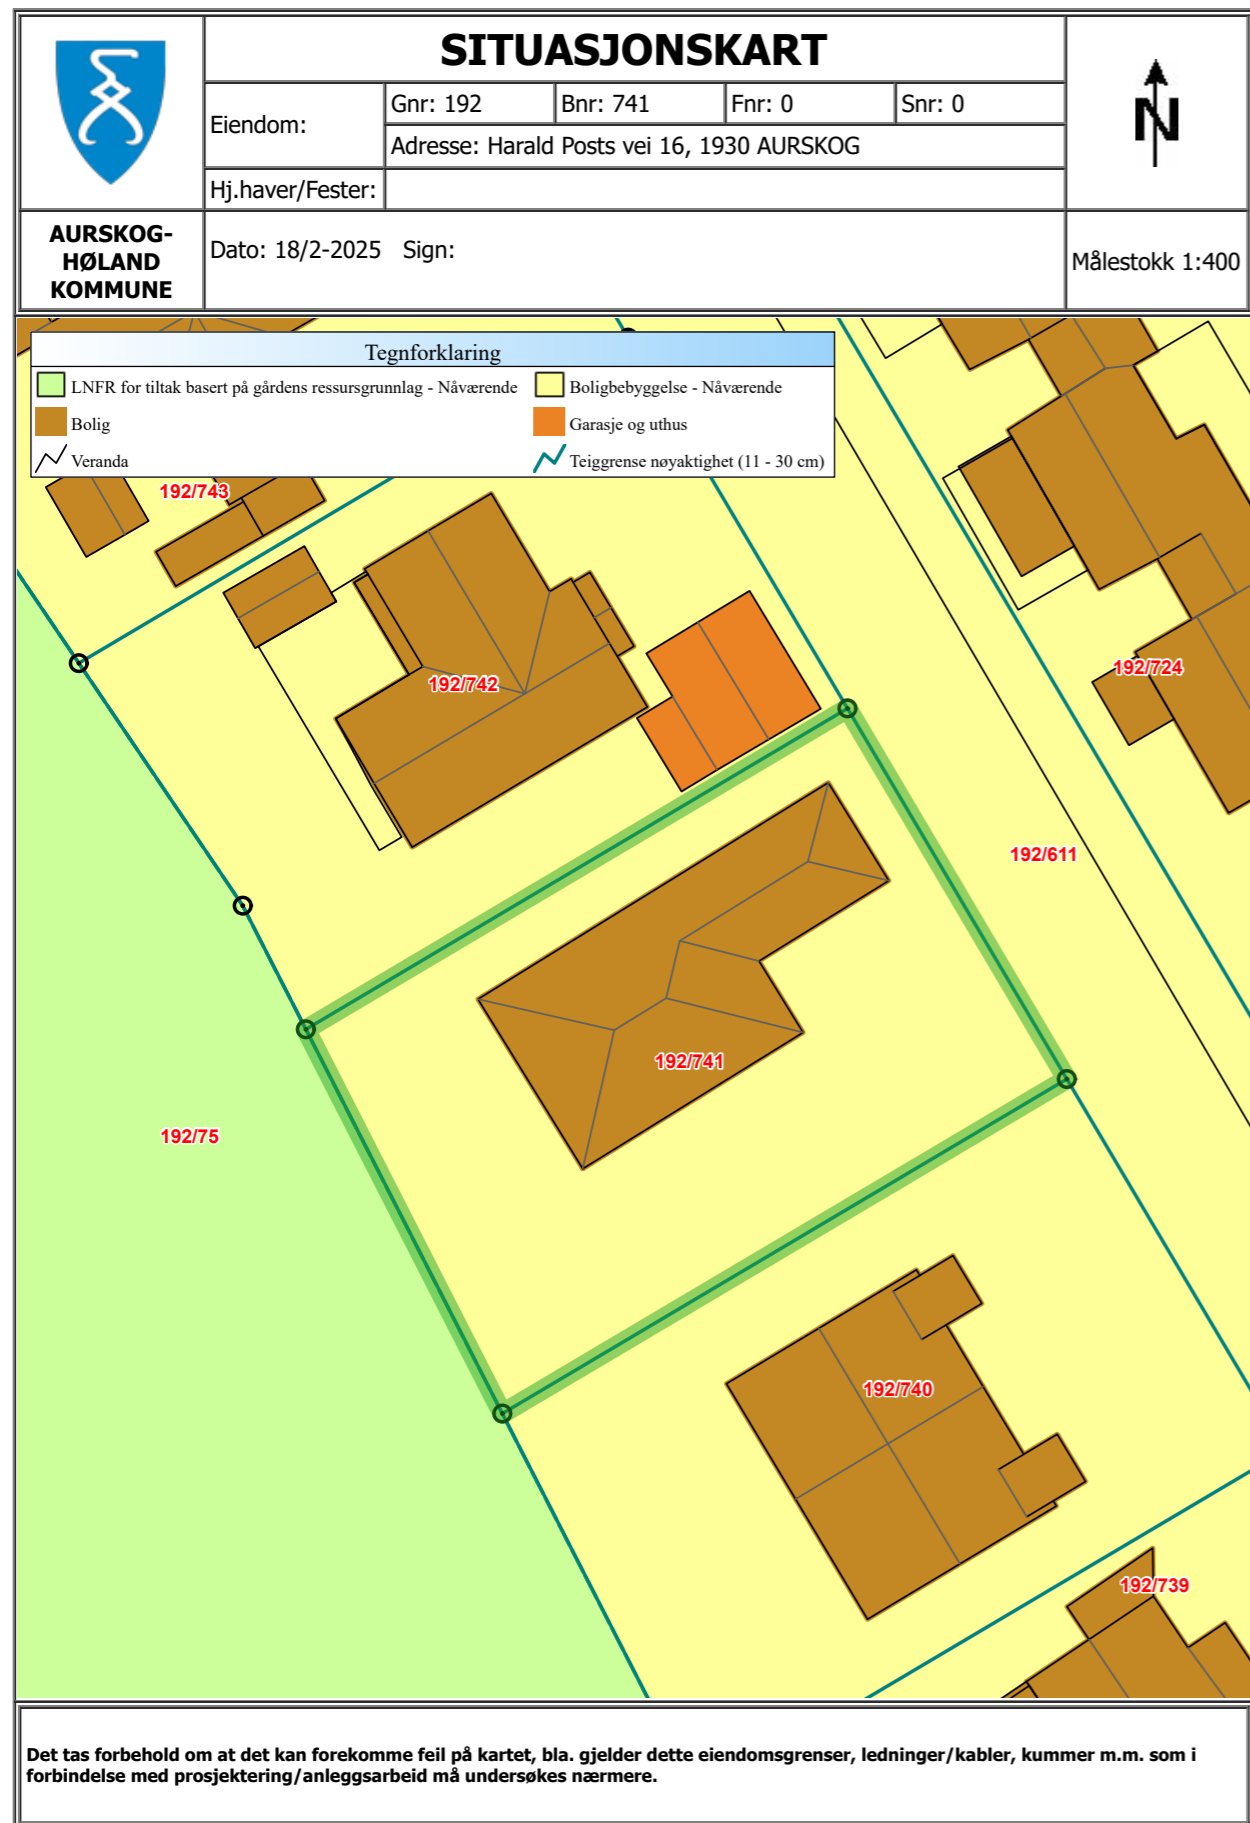 SITUASJONSKART
Eiendom:
Gnr: 192
Bnr: 741
Fnr: 0
Snr: 0
Adresse: Harald Posts vei 16, 1930 AURSKOG
Hj.haver/Fester:
N
AURSKOG-
HØLAND
KOMMUNE
Dato: 18/2-2025 Sign:
Målestokk 1:400
Tegnforklaring
LNFR for tiltak basert på gårdens ressursgrunnlag - Nåværende
Boligbebyggelse - Nåværende
Bolig
Garasje og uthus
Veranda
Teiggrense nøyaktighet (11 - 30 cm)
192/743
192/742
192/724
192/611
192/741
192/75
192/740
192/739
Det tas forbehold om at det kan forekomme feil på kartet, bla. gjelder dette eiendomsgrenser, ledninger/kabler, kummer m.m. som i
forbindelse med prosjektering/anleggsarbeid må undersøkes nærmere.